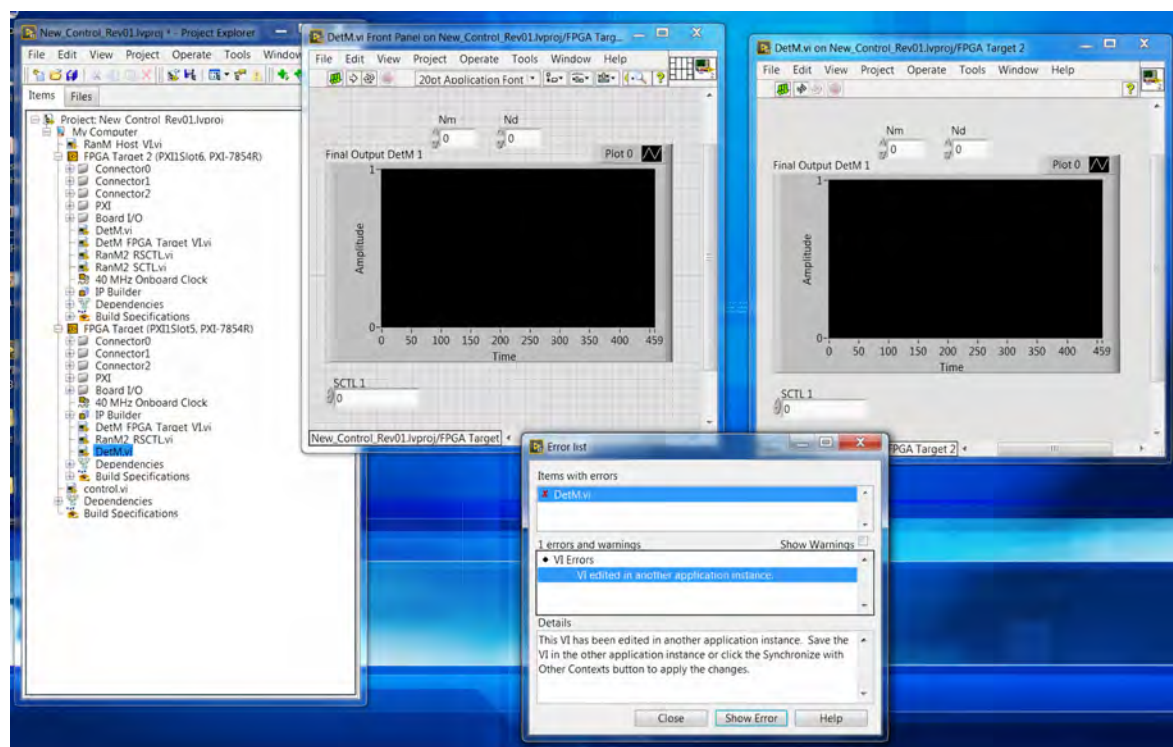 New_Control_Rev01.lvproj * - Project Explorer
File Edit View Project Operate Tools Window
Items Files
Project: New_Control_Rev01.lvproj
My Computer
RanM Host VI.vi
FPGA Target 2 (PXI1Slot6, PXI-7854R)
Connector0
Connector1
Connector2
PXI
Board I/O
DetM.vi
DetM FPGA Target VI.vi
RanM2 RSCTL.vi
RanM2 SCTL.vi
40 MHz Onboard Clock
IP Builder
Dependencies
Build Specifications
FPGA Target (PXI1Slot5, PXI-7854R)
Connector0
Connector1
Connector2
PXI
Board I/O
40 MHz Onboard Clock
IP Builder
DetM FPGA Target VI.vi
RanM2 RSCTL.vi
DetM.vi
Dependencies
Build Specifications
control.vi
Dependencies
Build Specifications
DetM.vi Front Panel on New_Control_Rev01.lvproj/FPGA Targ...
File Edit View Project Operate Tools Window Help
20pt Application Font
Nm Nd
0 0
Final Output DetM 1 Plot 0
1
Amplitude
0
0 50 100 150 200 250 300 350 400 459
Time
SCTL 1
0
New_Control_Rev01.lvproj/FPGA Target
DetM.vi on New_Control_Rev01.lvproj/FPGA Target 2
File Edit View Project Operate Tools Window Help
Nm Nd
0 0
Final Output DetM 1 Plot 0
1
Amplitude
0
0 50 100 150 200 250 300 350 400 459
Time
SCTL 1
0
FPGA Target 2
Error list
Items with errors
DetM.vi
1 errors and warnings Show Warnings
VI Errors
VI edited in another application instance.
Details
This VI has been edited in another application instance. Save the
VI in the other application instance or click the Synchronize with
Other Contexts button to apply the changes.
Close Show Error Help